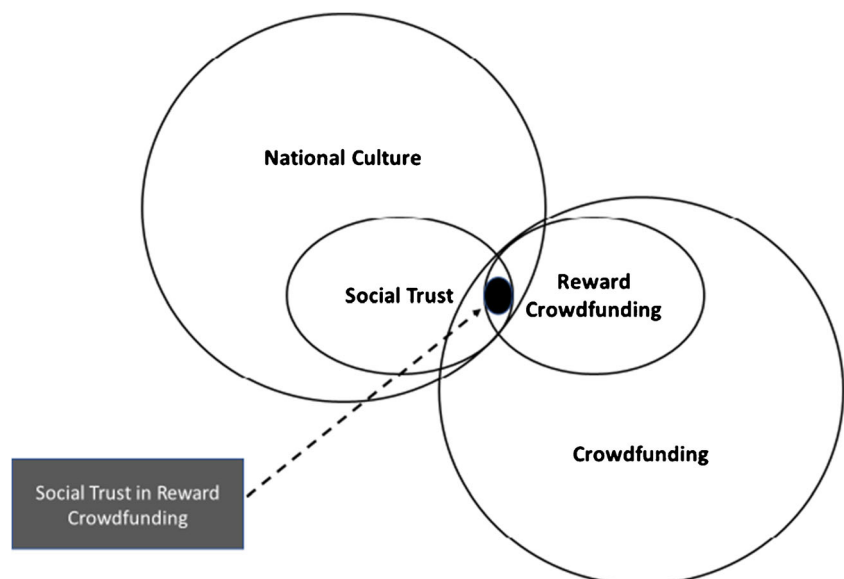 National Culture
Social Trust
Reward
Crowdfunding
Crowdfunding
Social Trust in Reward
Crowdfunding